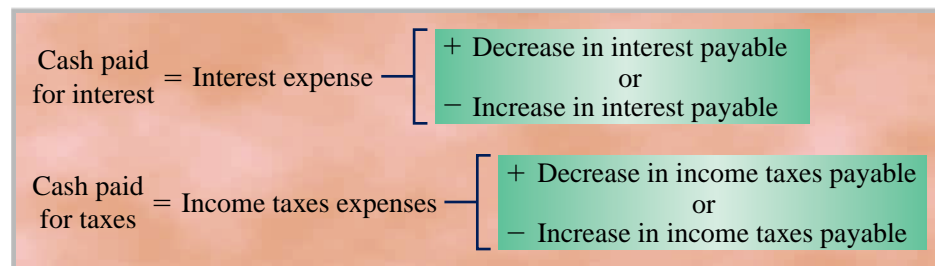 Cash paid for interest = Interest expense
+ Decrease in interest payable
or
− Increase in interest payable
Cash paid for taxes = Income taxes expenses
+ Decrease in income taxes payable
or
− Increase in income taxes payable